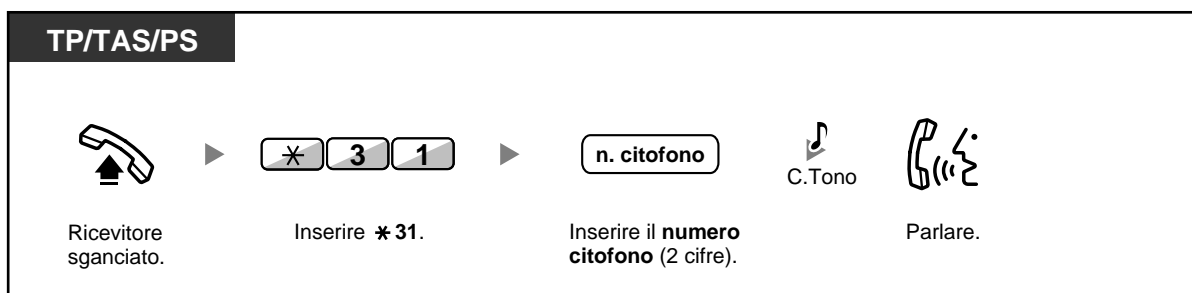 TP/TAS/PS
* 3 1
n. citofono
C.Tono
Ricevitore
sganciato.
Inserire * 31.
Inserire il numero
citofono (2 cifre).
Parlare.